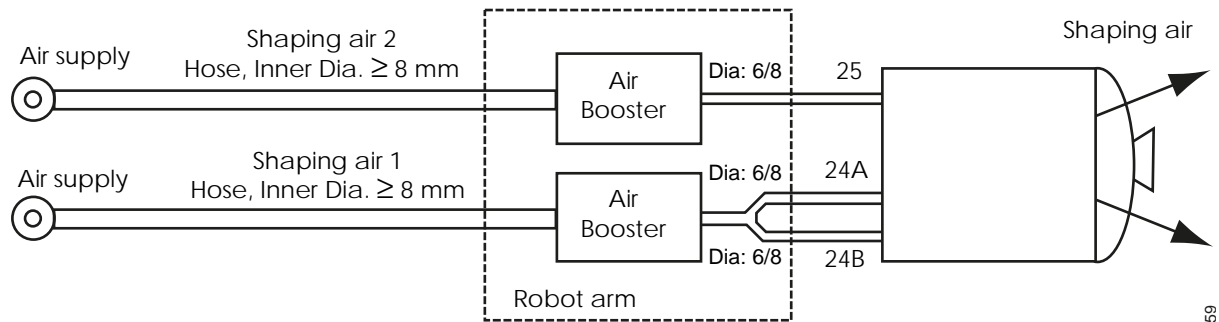 Shaping air 2
Hose, Inner Dia. ≥ 8 mm
Air supply
Air
Booster
Dia: 6/8
25
Shaping air
Shaping air 1
Hose, Inner Dia. ≥ 8 mm
Air supply
Air
Booster
Dia: 6/8
24A
Dia: 6/8
24B
Robot arm
59